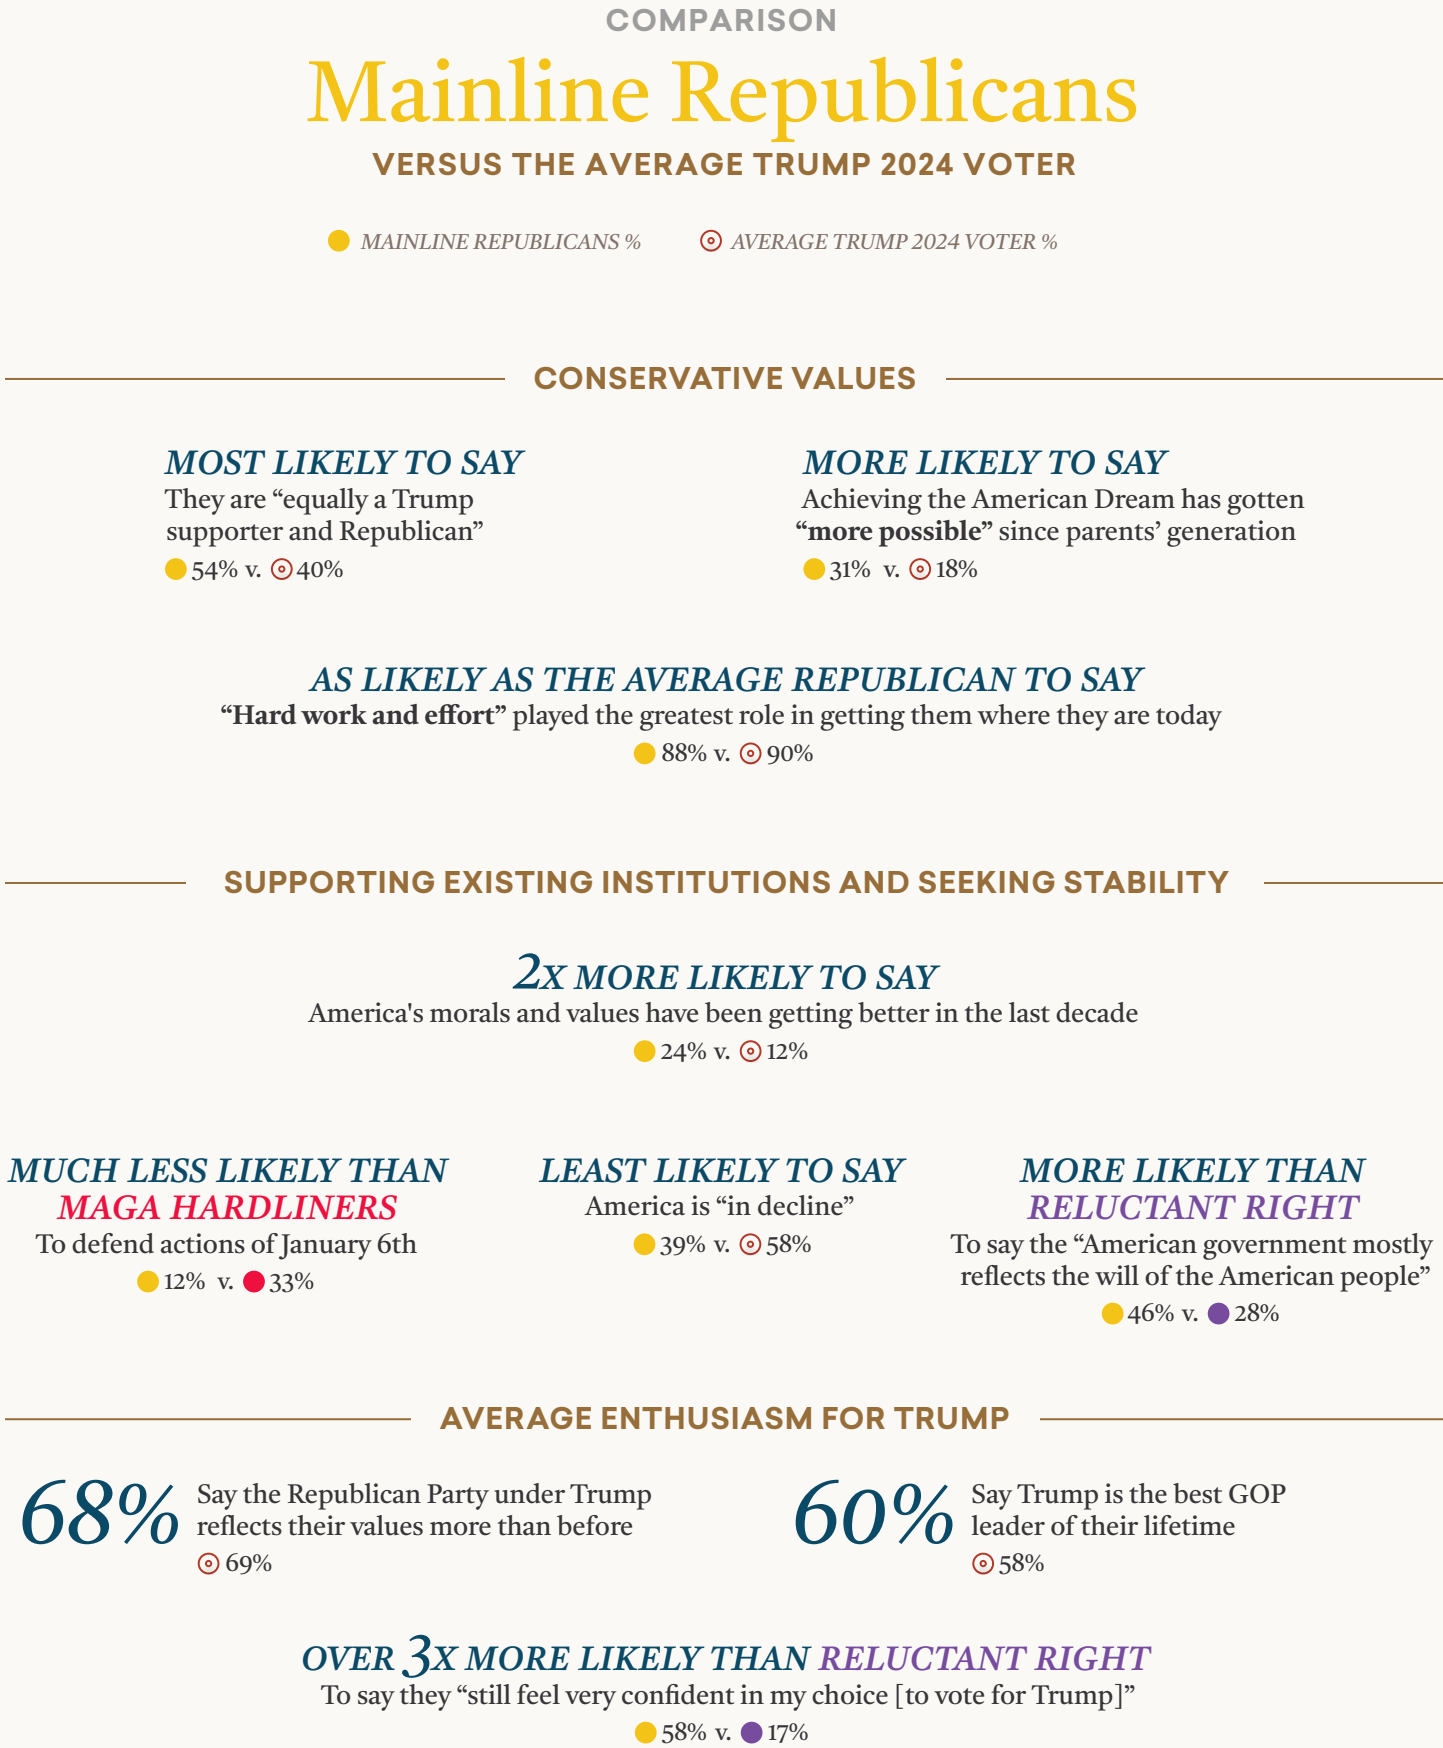 COMPARISON
Mainline Republicans
VERSUS THE AVERAGE TRUMP 2024 VOTER
MAINLINE REPUBLICANS %
AVERAGE TRUMP 2024 VOTER %
CONSERVATIVE VALUES
MOST LIKELY TO SAY
They are “equally a Trump
supporter and Republican”
54% v. 40%
MORE LIKELY TO SAY
Achieving the American Dream has gotten
“more possible” since parents’ generation
31% v. 18%
AS LIKELY AS THE AVERAGE REPUBLICAN TO SAY
“Hard work and effort” played the greatest role in getting them where they are today
88% v. 90%
SUPPORTING EXISTING INSTITUTIONS AND SEEKING STABILITY
2X MORE LIKELY TO SAY
America's morals and values have been getting better in the last decade
24% v. 12%
MUCH LESS LIKELY THAN
MAGA HARDLINERS
To defend actions of January 6th
12% v. 33%
LEAST LIKELY TO SAY
America is “in decline”
39% v. 58%
MORE LIKELY THAN
RELUCTANT RIGHT
To say the “American government mostly
reflects the will of the American people”
46% v. 28%
AVERAGE ENTHUSIASM FOR TRUMP
68%
Say the Republican Party under Trump
reflects their values more than before
69%
60%
Say Trump is the best GOP
leader of their lifetime
58%
OVER 3X MORE LIKELY THAN RELUCTANT RIGHT
To say they “still feel very confident in my choice [to vote for Trump]”
58% v. 17%